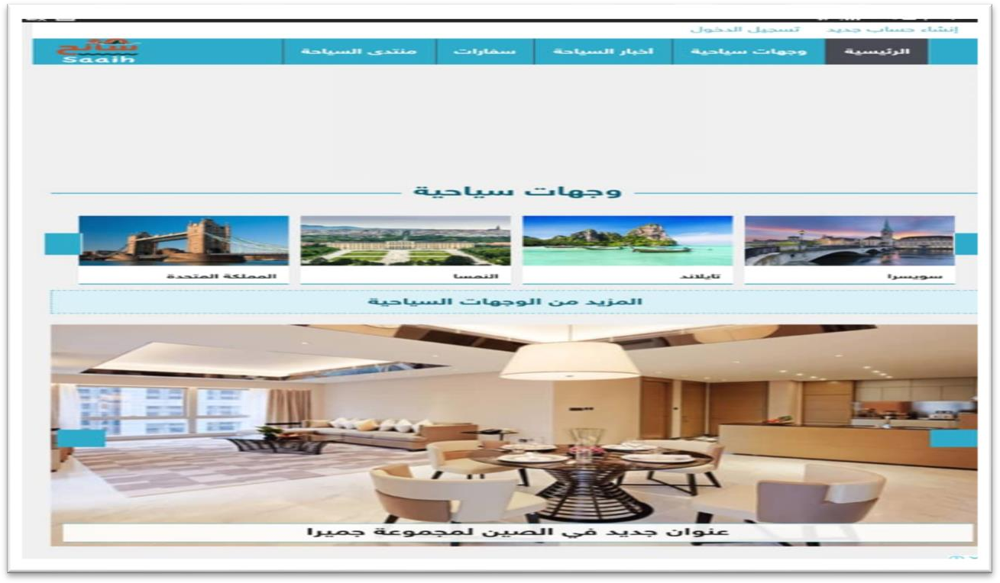 إنشاء حساب جديد تسجيل الدخول
الرئيسية وجهات سياحية أخبار السياحة سفارات منتدى السياحة سائح
Saaih
وجهات سياحية
سويسرا تايلاند النمسا المملكة المتحدة
المزيد من الوجهات السياحية
عنوان جديد في الصين لمجموعة جميرا